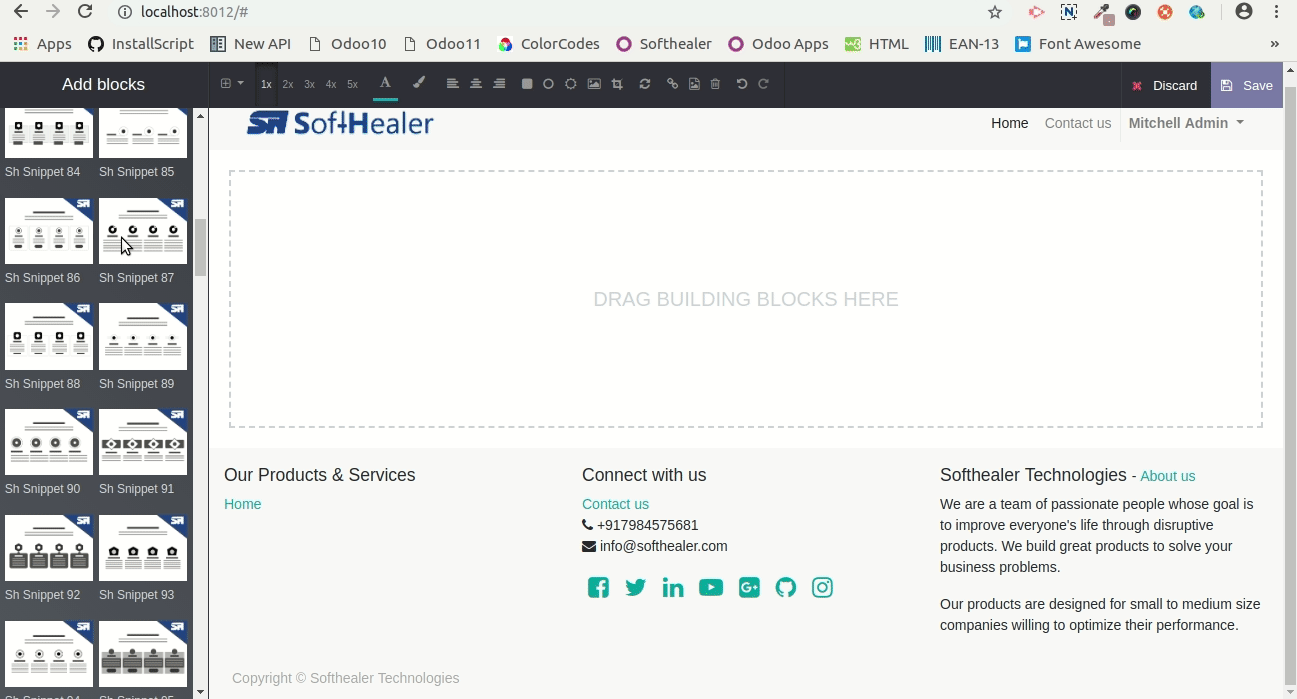 localhost:8012/#
Apps InstallScript New API Odoo10 Odoo11 ColorCodes Softhealer Odoo Apps HTML EAN-13 Font Awesome »
Add blocks 1x 2x 3x 4x 5x A Discard Save
SoftHealer
Home Contact us Mitchell Admin
Sh Snippet 84 Sh Snippet 85
Sh Snippet 86 Sh Snippet 87
Sh Snippet 88 Sh Snippet 89
Sh Snippet 90 Sh Snippet 91
Sh Snippet 92 Sh Snippet 93
DRAG BUILDING BLOCKS HERE
Our Products & Services
Home
Connect with us
Contact us
+917984575681
info@softhealer.com
Softhealer Technologies - About us
We are a team of passionate people whose goal is
to improve everyone's life through disruptive
products. We build great products to solve your
business problems.
Our products are designed for small to medium size
companies willing to optimize their performance.
Copyright © Softhealer Technologies